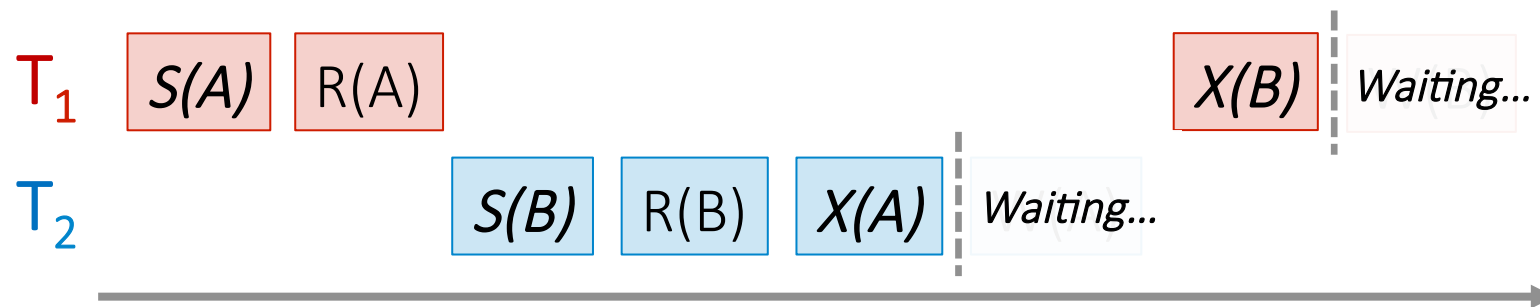 T1 S(A) R(A) X(B) Waiting...
T2 S(B) R(B) X(A) Waiting...